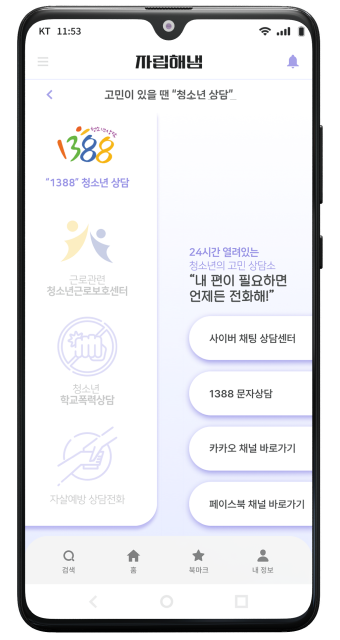 KT 11:53
자립해냄
고민이 있을 땐 "청소년 상담"
청소년전화
1388
"1388" 청소년 상담
근로관련
청소년근로보호센터
청소년
학교폭력상담
자살예방 상담전화
24시간 열려있는
청소년의 고민 상담소
"내 편이 필요하면
언제든 전화해!"
사이버 채팅 상담센터
1388 문자상담
카카오 채널 바로가기
페이스북 채널 바로가기
검색
홈
북마크
내 정보